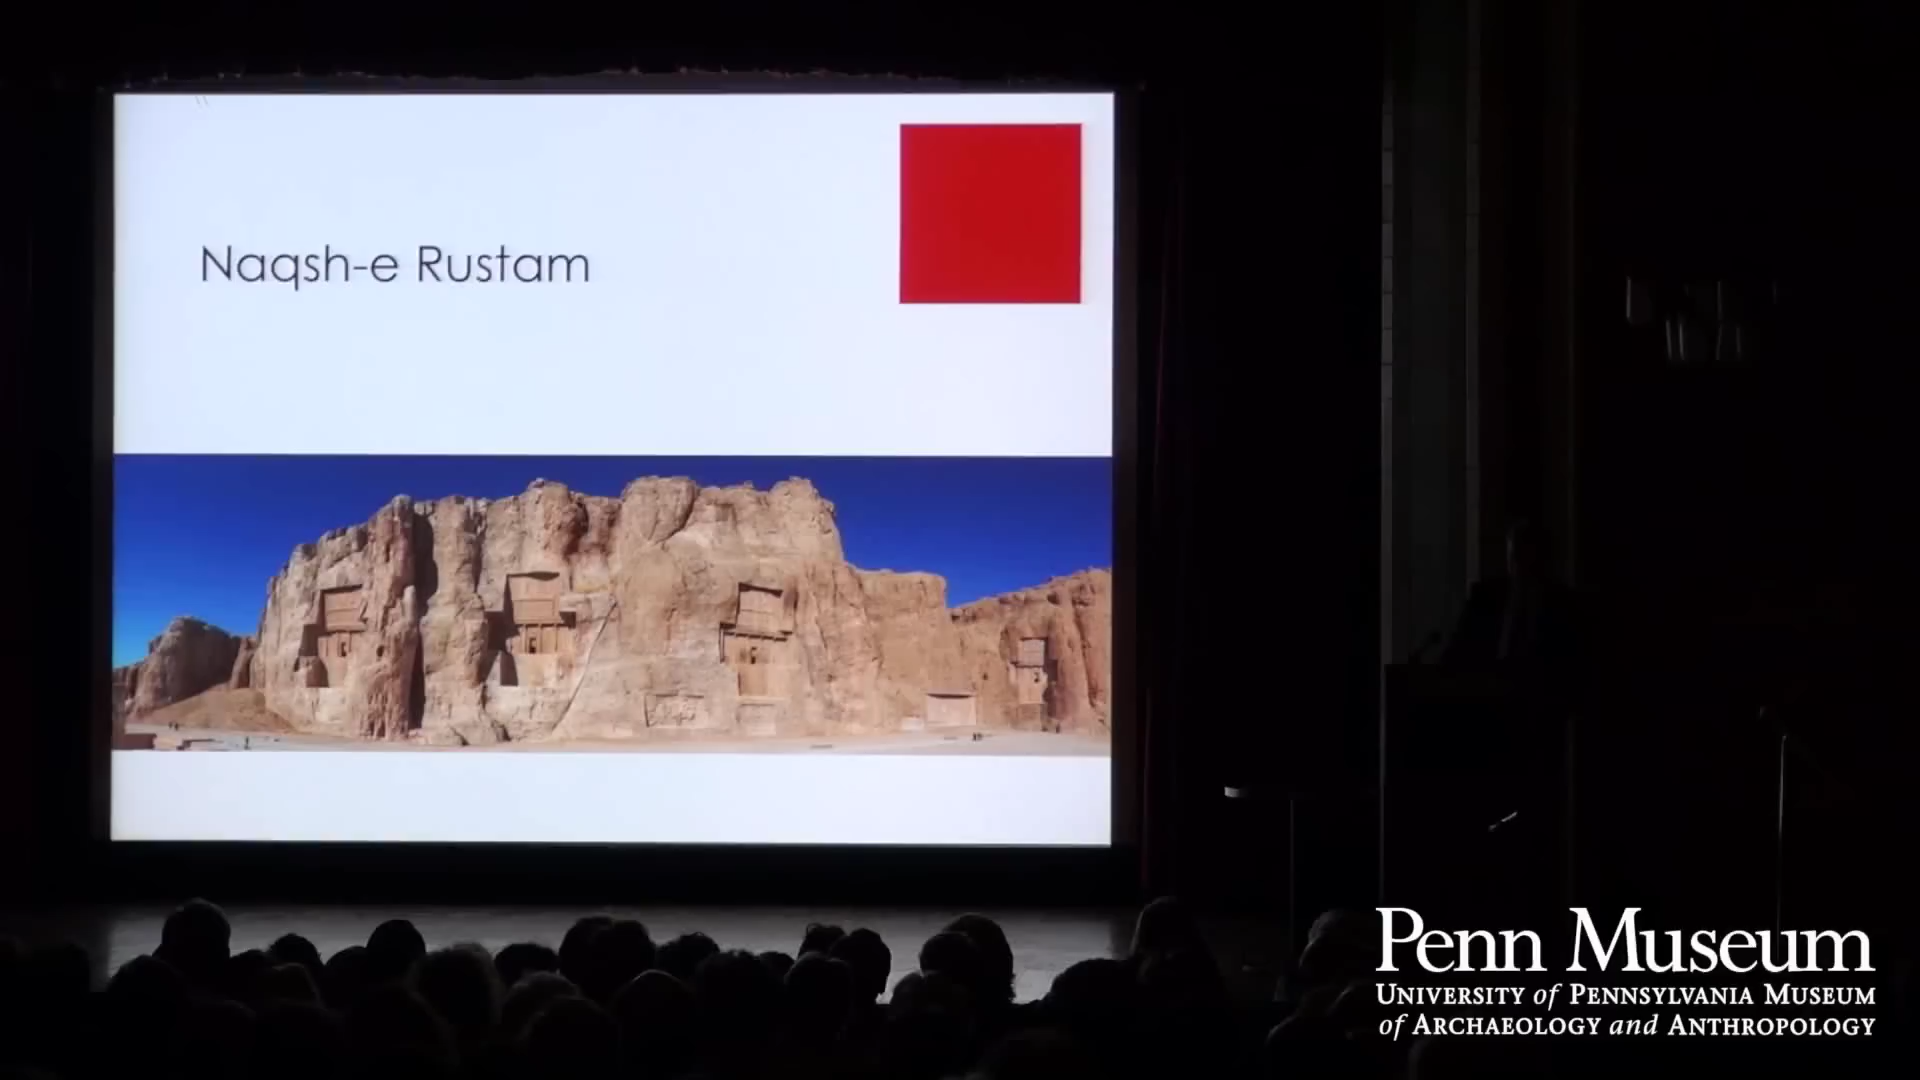 Naqsh-e Rustam
Penn Museum
University of Pennsylvania Museum
of Archaeology and Anthropology